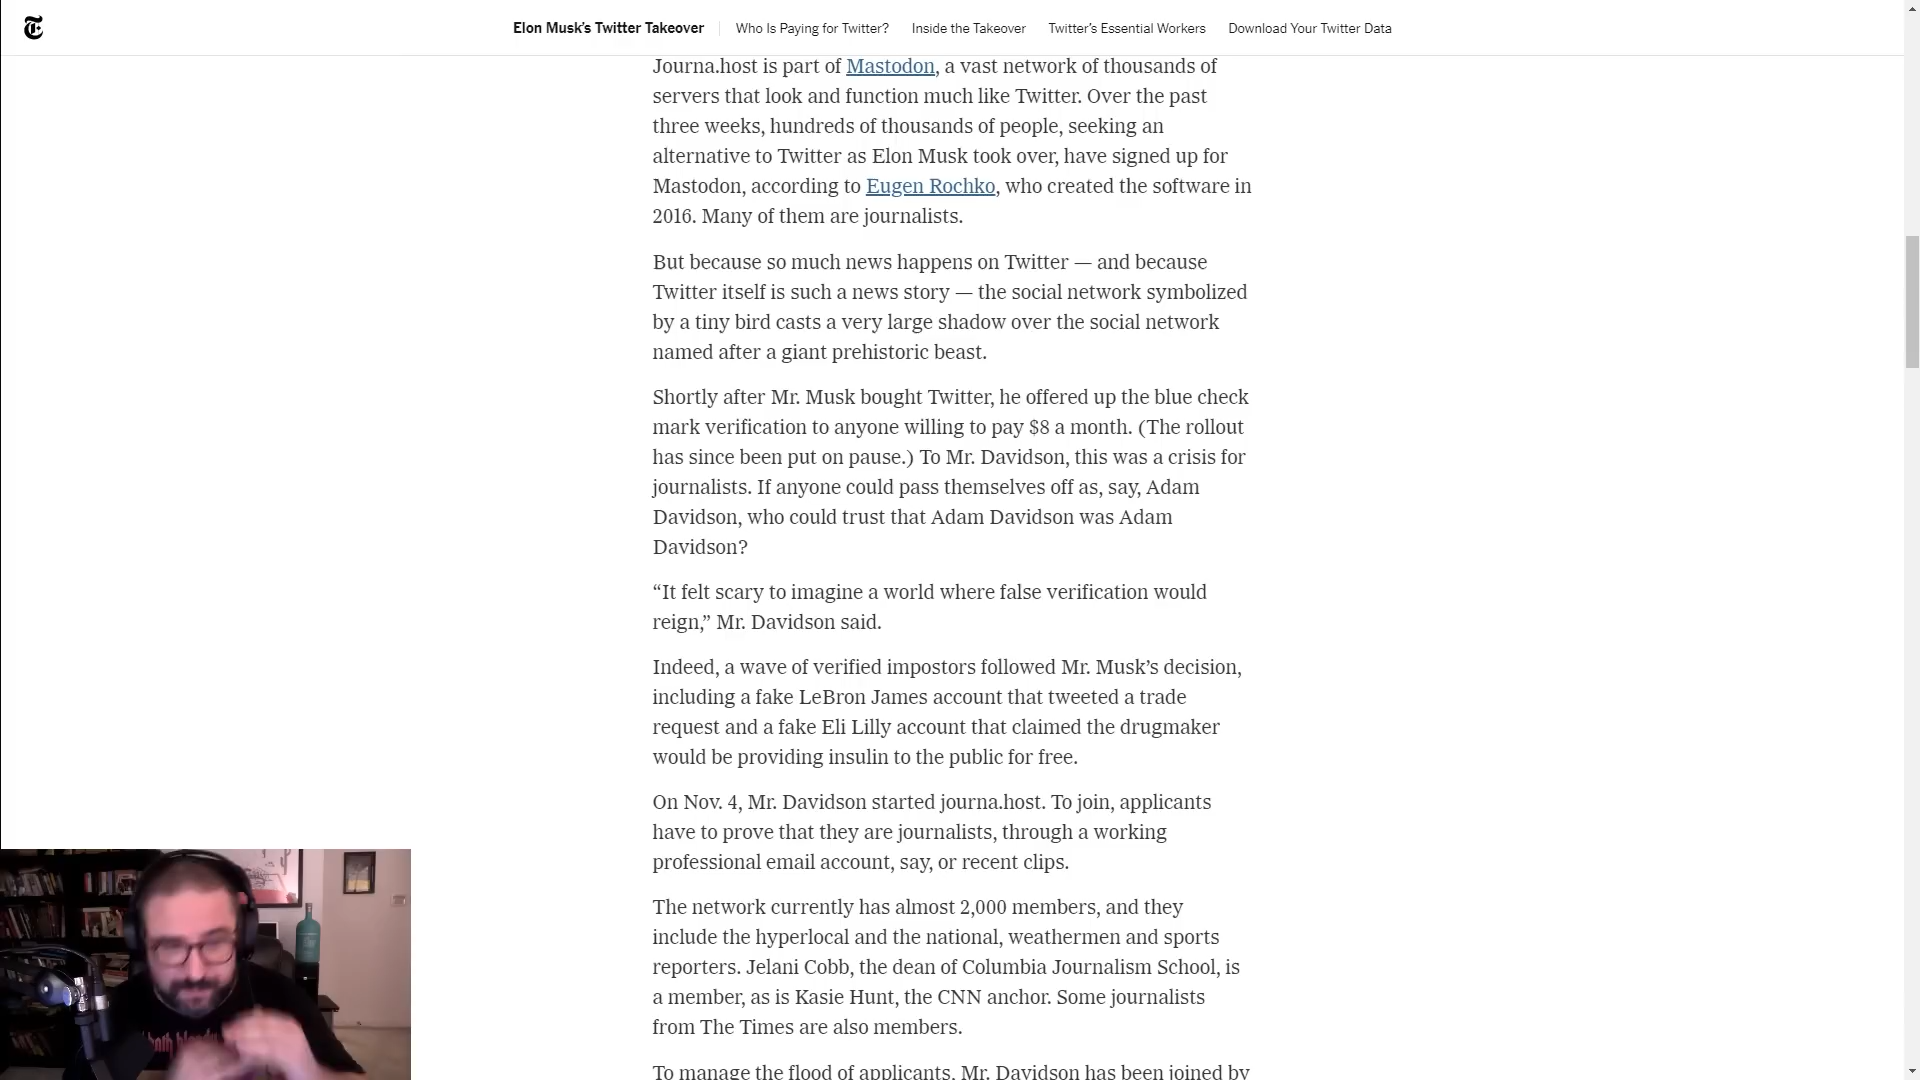 Elon Musk’s Twitter Takeover Who Is Paying for Twitter? Inside the Takeover Twitter’s Essential Workers Download Your Twitter Data
Journa.host is part of Mastodon, a vast network of thousands of
servers that look and function much like Twitter. Over the past
three weeks, hundreds of thousands of people, seeking an
alternative to Twitter as Elon Musk took over, have signed up for
Mastodon, according to Eugen Rochko, who created the software in
2016. Many of them are journalists.
But because so much news happens on Twitter — and because
Twitter itself is such a news story — the social network symbolized
by a tiny bird casts a very large shadow over the social network
named after a giant prehistoric beast.
Shortly after Mr. Musk bought Twitter, he offered up the blue check
mark verification to anyone willing to pay $8 a month. (The rollout
has since been put on pause.) To Mr. Davidson, this was a crisis for
journalists. If anyone could pass themselves off as, say, Adam
Davidson, who could trust that Adam Davidson was Adam
Davidson?
“It felt scary to imagine a world where false verification would
reign,” Mr. Davidson said.
Indeed, a wave of verified impostors followed Mr. Musk’s decision,
including a fake LeBron James account that tweeted a trade
request and a fake Eli Lilly account that claimed the drugmaker
would be providing insulin to the public for free.
On Nov. 4, Mr. Davidson started journa.host. To join, applicants
have to prove that they are journalists, through a working
professional email account, say, or recent clips.
The network currently has almost 2,000 members, and they
include the hyperlocal and the national, weathermen and sports
reporters. Jelani Cobb, the dean of Columbia Journalism School, is
a member, as is Kasie Hunt, the CNN anchor. Some journalists
from The Times are also members.
To manage the flood of applicants, Mr. Davidson has been joined by